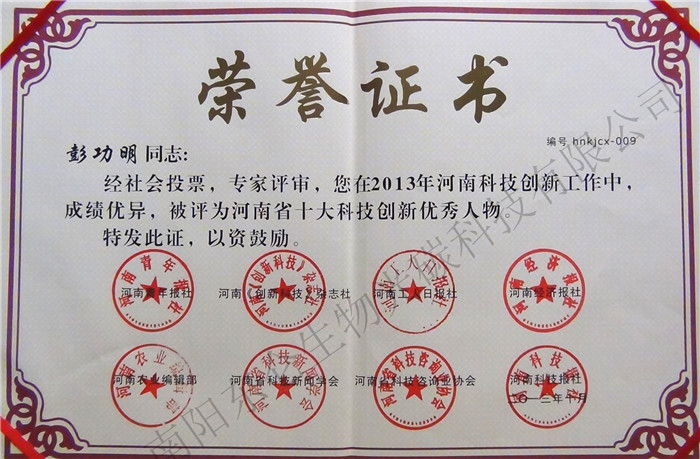 荣誉证书
编号 hnkjcx-009
彭功明 同志:
经社会投票，专家评审，您在2013年河南科技创新工作中，
成绩优异，被评为河南省十大科技创新优秀人物。
特发此证，以资鼓励。
河南青年报社 河南《创新科技》杂志社 河南工人日报社 河南经济报社
河南农业编辑部 河南省科技新闻学会 河南省科技咨询业协会 河南科技报社
二〇一三年十月